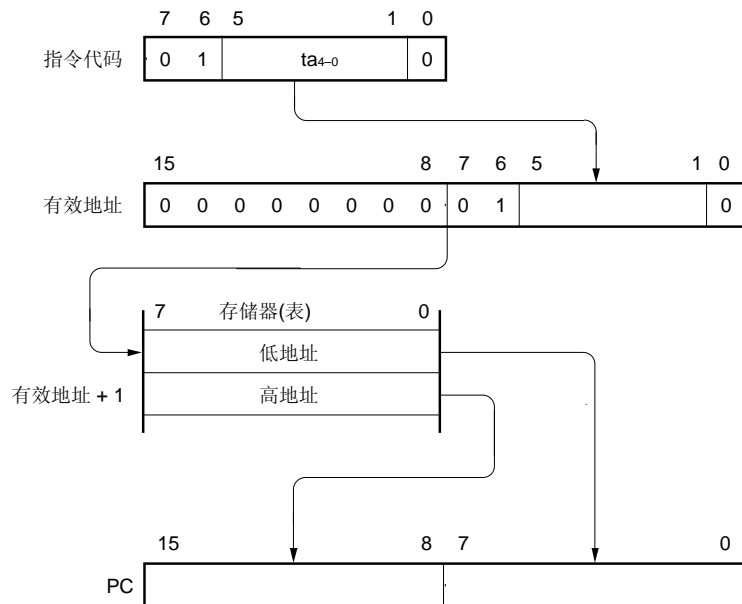 7 6 5 1 0
指令代码 0 1 ta4–0 0
15 8 7 6 5 1 0
有效地址 0 0 0 0 0 0 0 0 0 1 0
7 存储器(表) 0
低地址
有效地址 + 1 高地址
15 8 7 0
PC